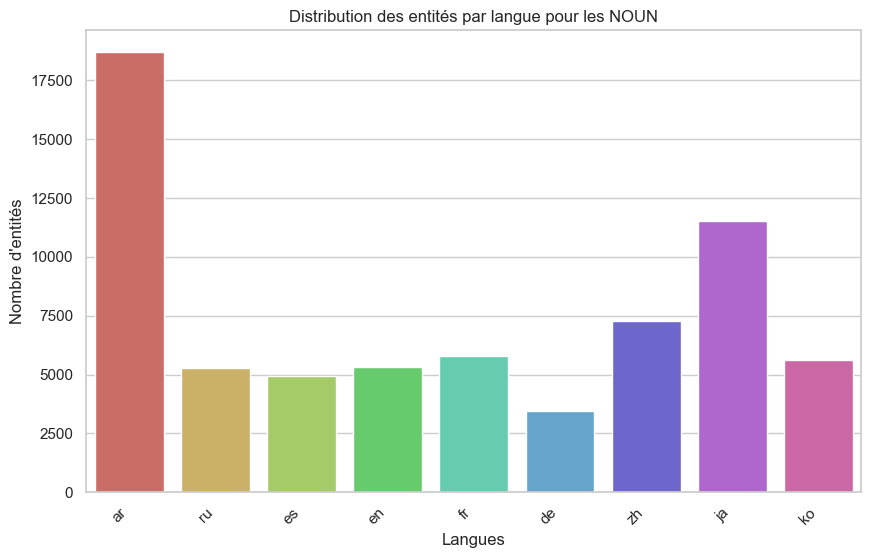 Distribution des entités par langue pour les NOUN
Nombre d'entités
17500
15000
12500
10000
7500
5000
2500
0
ar
ru
es
en
fr
de
zh
ja
ko
Langues